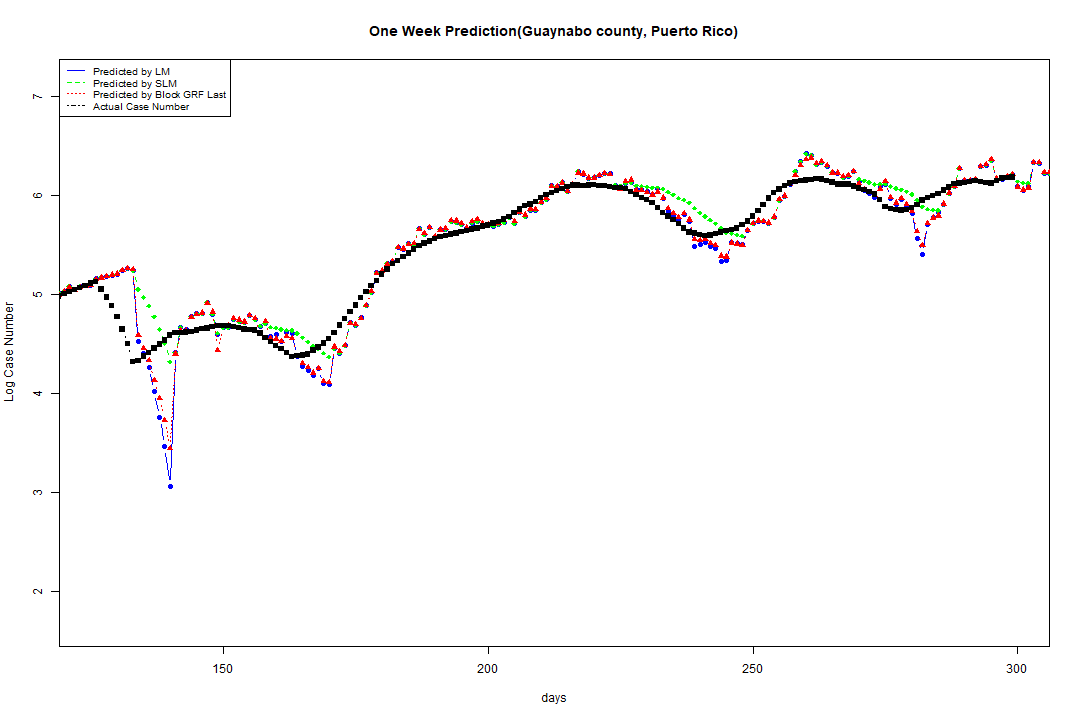 One Week Prediction(Guaynabo county, Puerto Rico)
Predicted by LM
Predicted by SLM
Predicted by Block GRF Last
Actual Case Number
7
6
5
4
3
2
Log Case Number
150
200
250
300
days